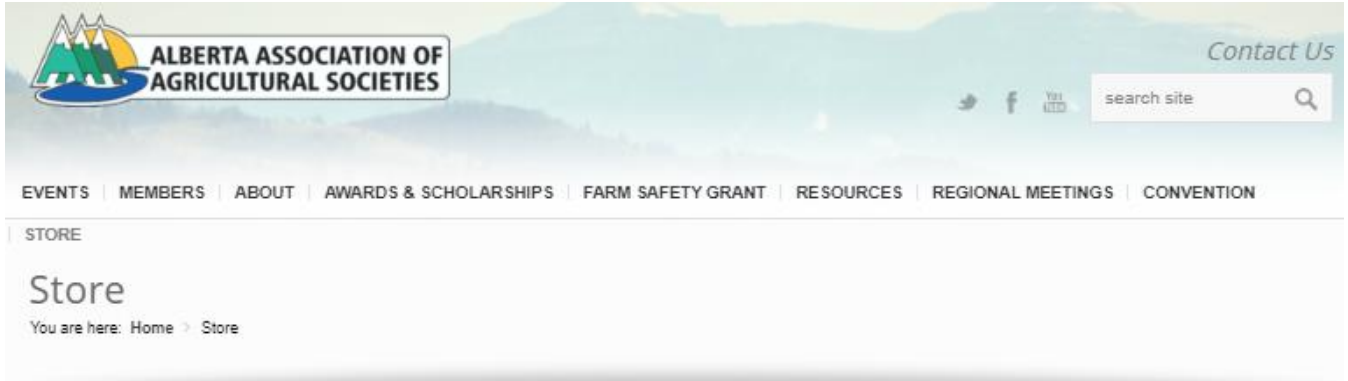 ALBERTA ASSOCIATION OF
AGRICULTURAL SOCIETIES
Contact Us
You
search site
EVENTS MEMBERS ABOUT AWARDS & SCHOLARSHIPS FARM SAFETY GRANT RESOURCES REGIONAL MEETINGS CONVENTION
STORE
Store
You are here: Home > Store